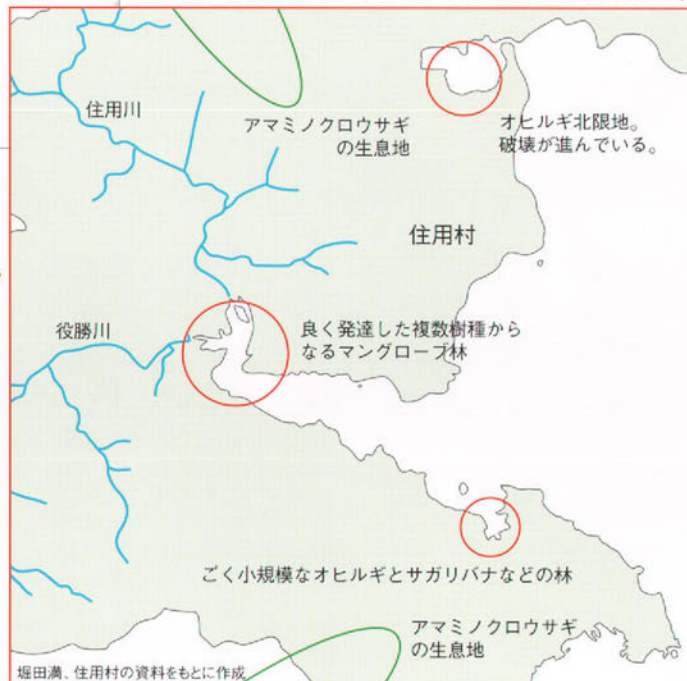 住用川
アマミノクロウサギ
の生息地
オヒルギ北限地。
破壊が進んでいる。
住用村
役勝川
良く発達した複数樹種から
なるマングローブ林
ごく小規模なオヒルギとサガリバナなどの林
アマミノクロウサギ
の生息地
堀田満、住用村の資料をもとに作成